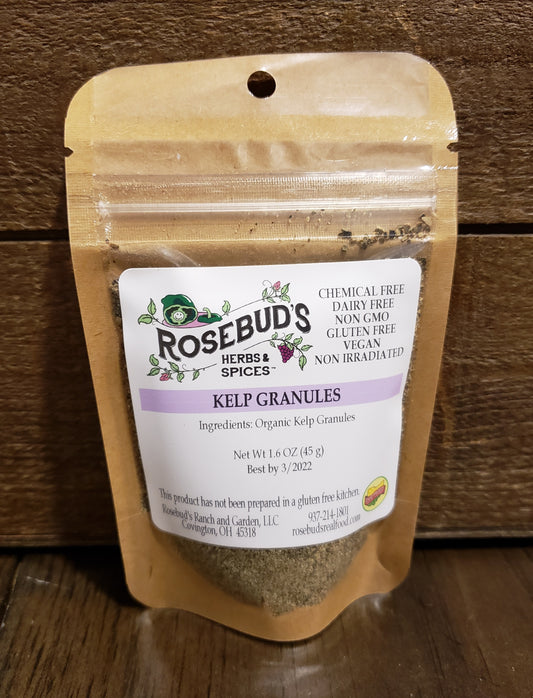 ROSEBUD'S
HERBS &
SPICES™
CHEMICAL FREE
DAIRY FREE
NON GMO
GLUTEN FREE
VEGAN
NON IRRADIATED
KELP GRANULES
Ingredients: Organic Kelp Granules
Net Wt 1.6 OZ (45 g)
Best by 3/2022
This product has not been prepared in a gluten free kitchen.
Rosebud's Ranch and Garden, LLC
Covington, OH 45318
937-214-1801
rosebudsrealfood.com